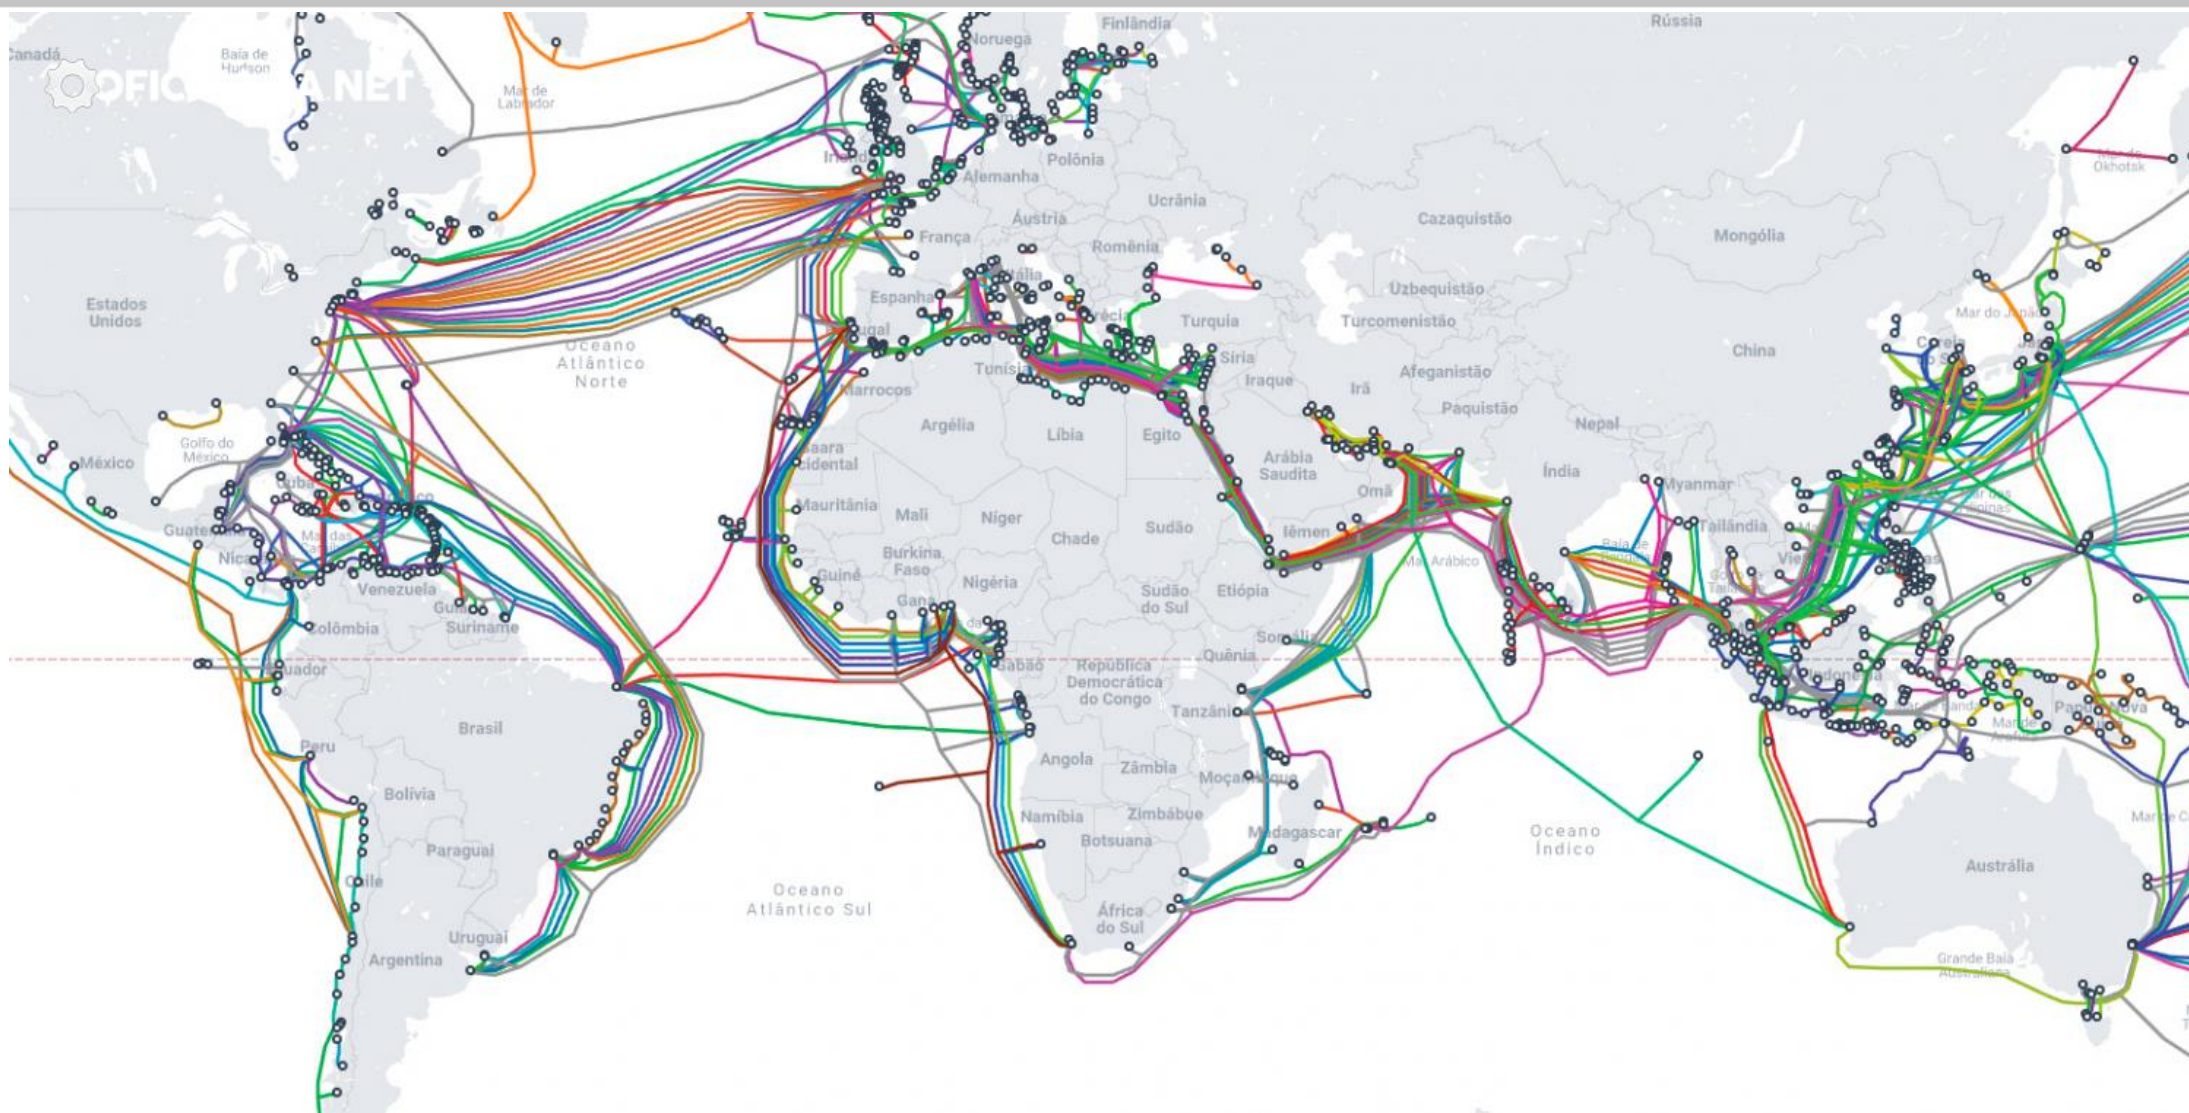 Finlândia
Rússia
Noruega
Canadá
Baía de
Hudson
Mar de
Labrador
Polônia
Alemanha
Ucrânia
Áustria
Cazaquistão
Mongólia
França
Romênia
Itália
Espanha
Uzbequistão
Turcomenistão
Estados
Unidos
Turquia
Mar do Japão
Oceano
Atlântico
Norte
Síria
China
Tunísia
Iraque
Irã
Afeganistão
Marrocos
Paquistão
Argélia
Líbia
Egito
Nepal
Golfo do
México
México
Arábia
Saudita
Índia
Cuba
Omã
Myanmar
Mauritânia
Mali
Níger
Chade
Sudão
Iêmen
Tailândia
Mar Arábico
Burkina
Faso
Guiné
Nigéria
Venezuela
Gana
Sudão
do Sul
Etiópia
Suriname
Colômbia
Somália
Quênia
Gabão
República
Democrática
do Congo
Equador
Indonésia
Tanzânia
Brasil
Peru
Angola
Zâmbia
Moçambique
Bolívia
Namíbia
Zimbábue
Botsuana
Madagascar
Oceano
Índico
Paraguai
Chile
Austrália
Oceano
Atlântico Sul
África
do Sul
Uruguai
Argentina
Grande Baía
Australiana